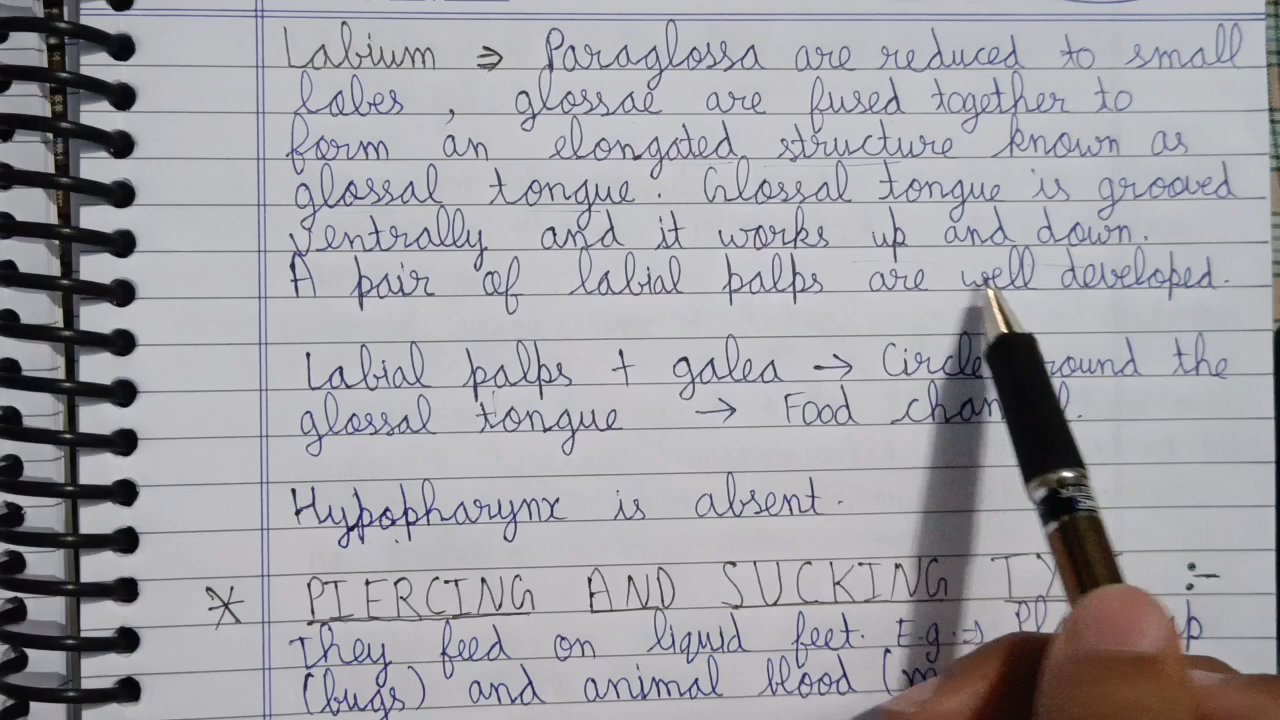 Labium ⇒ Paraglossa are reduced to small
lobes , glossae are fused together to
form an elongated structure known as
glossal tongue. Glossal tongue is grooved
ventrally and it works up and down.
A pair of labial palps are well developed.
Labial palps + galea → Circle the
glossal tongue → Food
Hypopharynx is absent.
* PIERCING AND SUCKING :-
They feed on liquid feet. E.g. ⇒
(bugs) and animal blood (